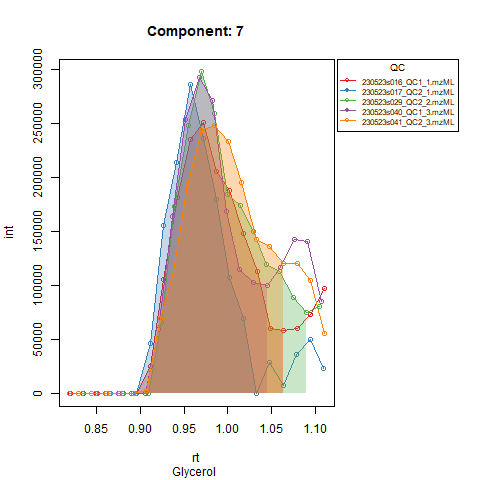 Component: 7
QC
230523s016_QC1_1.mzML
230523s017_QC2_1.mzML
230523s029_QC2_2.mzML
230523s040_QC1_3.mzML
230523s041_QC2_3.mzML
int
300000
250000
200000
150000
100000
50000
0
0.85 0.90 0.95 1.00 1.05 1.10
rt
Glycerol